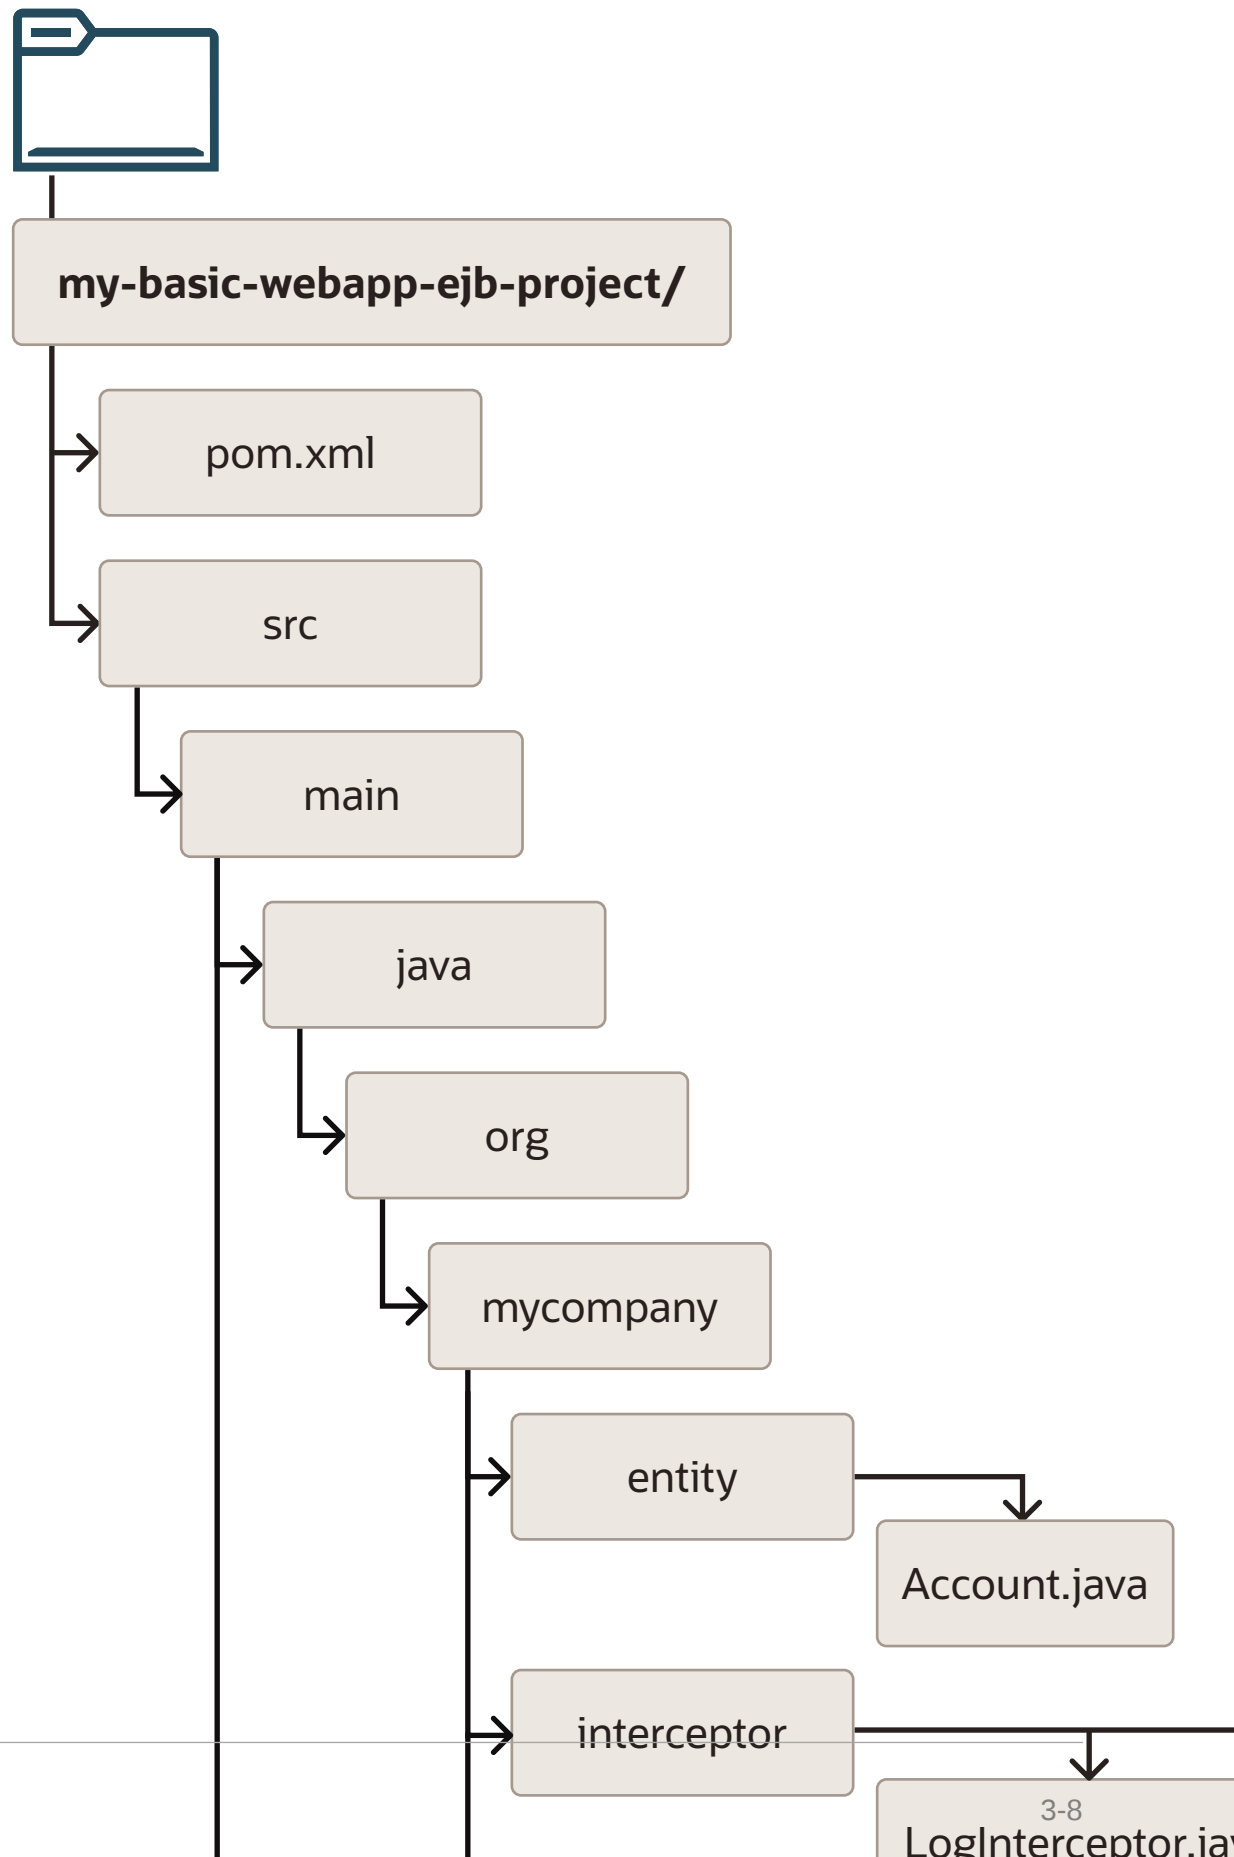 my-basic-webapp-ejb-project/
pom.xml
src
main
java
org
mycompany
entity
Account.java
interceptor
3-8